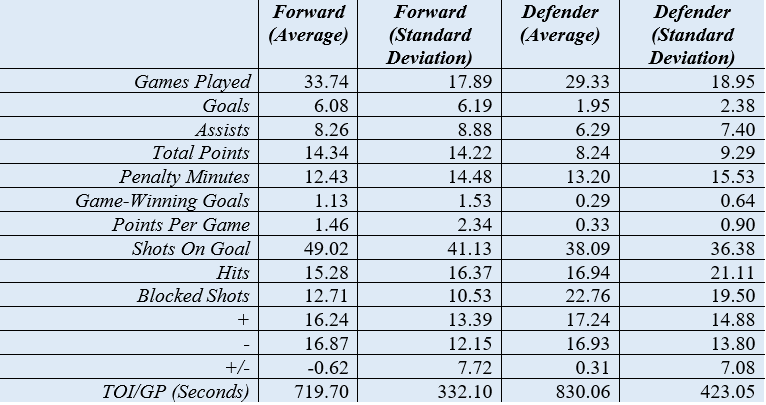 Forward (Average) Forward (Standard Deviation) Defender (Average) Defender (Standard Deviation)
Games Played 33.74 17.89 29.33 18.95
Goals 6.08 6.19 1.95 2.38
Assists 8.26 8.88 6.29 7.40
Total Points 14.34 14.22 8.24 9.29
Penalty Minutes 12.43 14.48 13.20 15.53
Game-Winning Goals 1.13 1.53 0.29 0.64
Points Per Game 1.46 2.34 0.33 0.90
Shots On Goal 49.02 41.13 38.09 36.38
Hits 15.28 16.37 16.94 21.11
Blocked Shots 12.71 10.53 22.76 19.50
+ 16.24 13.39 17.24 14.88
- 16.87 12.15 16.93 13.80
+/- -0.62 7.72 0.31 7.08
TOI/GP (Seconds) 719.70 332.10 830.06 423.05